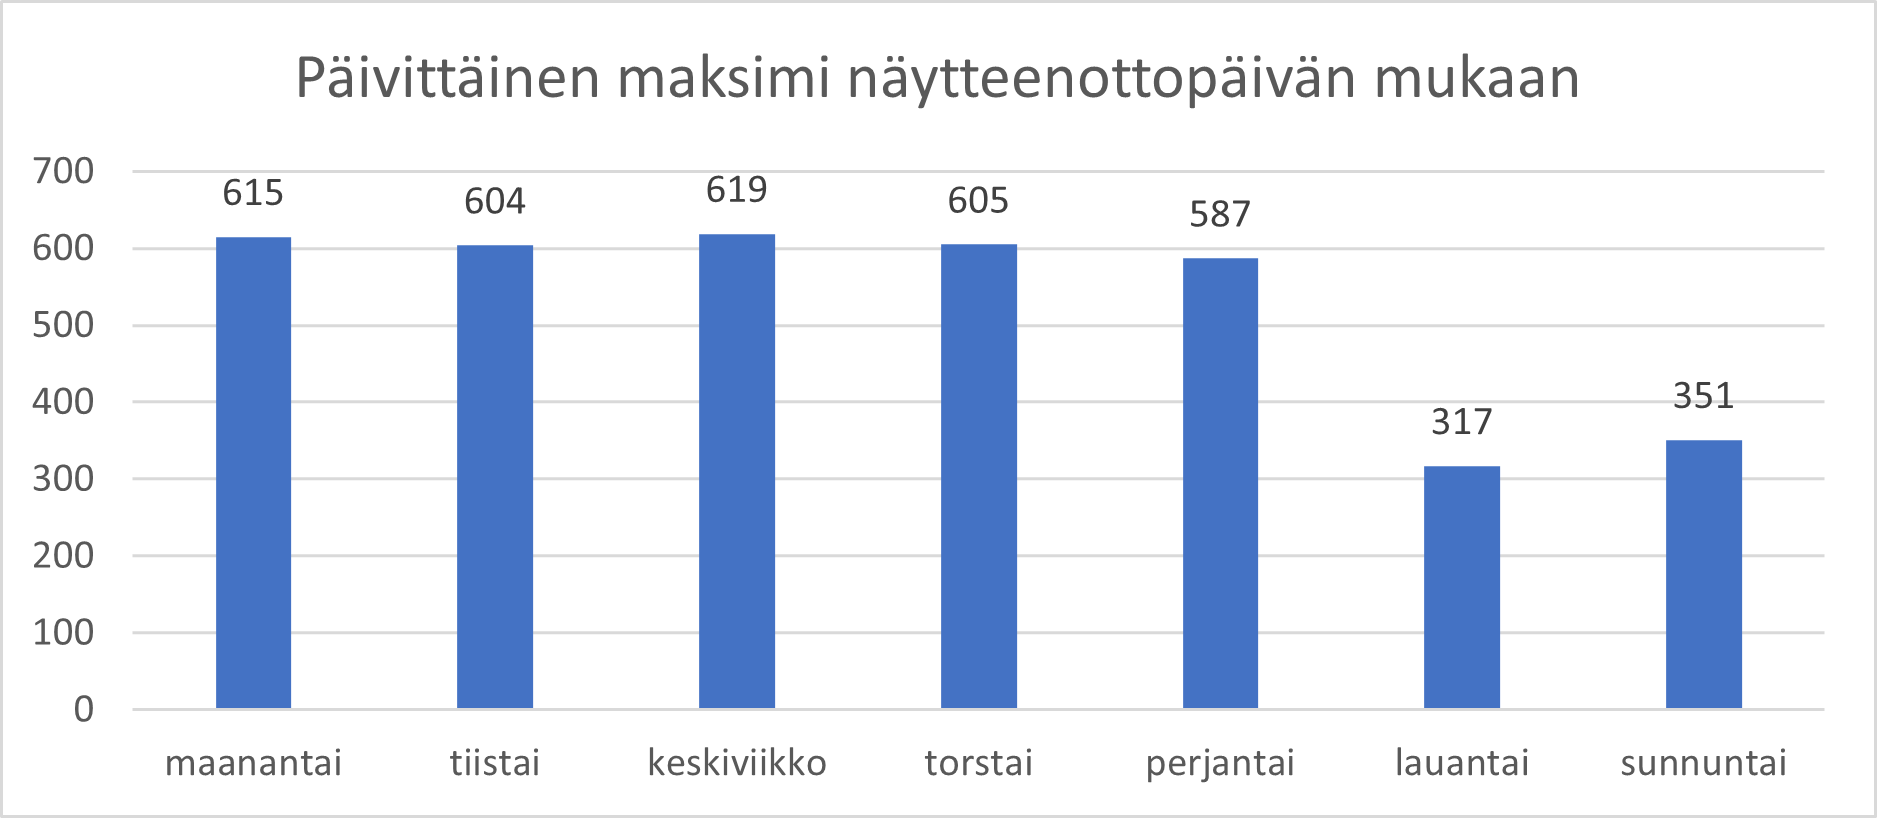 Päivittäinen maksimi näytteenottopäivän mukaan
700
600
500
400
300
200
100
0
615
604
619
605
587
317
351
maanantai
tiistai
keskiviikko
torstai
perjantai
lauantai
sunnuntai